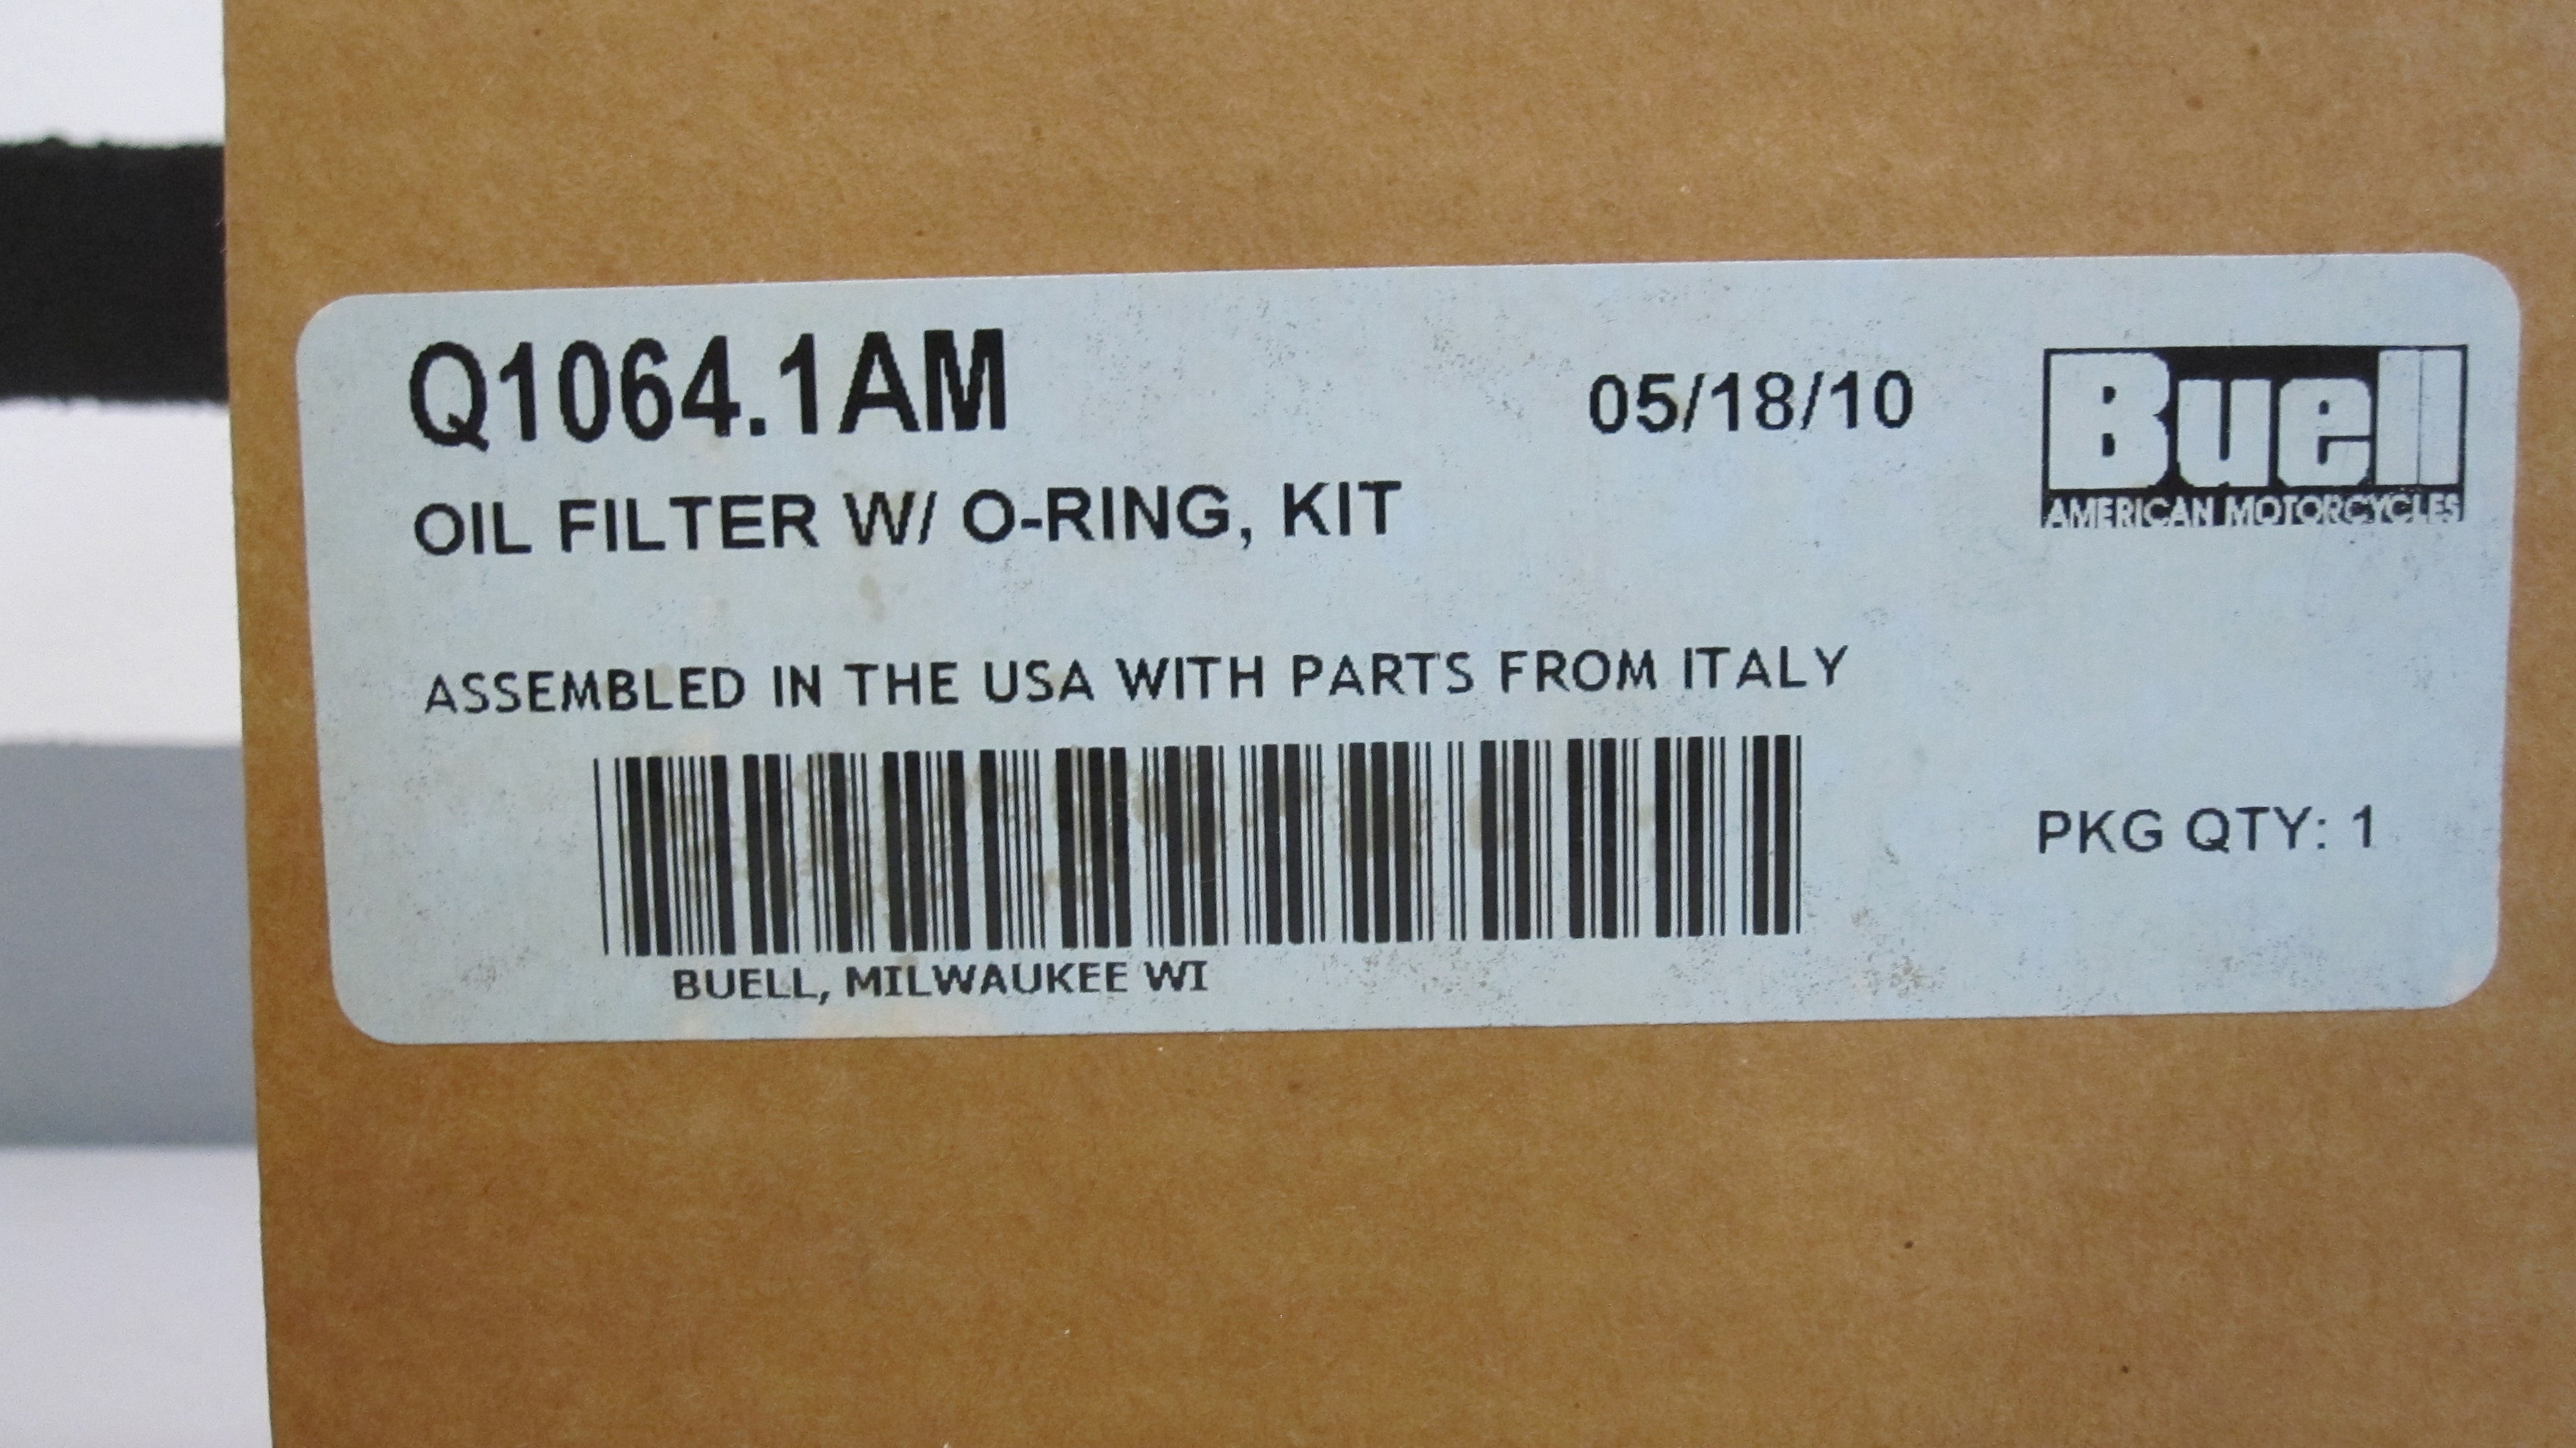 Q1064.1AM
05/18/10
Buell
AMERICAN MOTORCYCLES
OIL FILTER W/ O-RING, KIT
ASSEMBLED IN THE USA WITH PARTS FROM ITALY
PKG QTY: 1
BUELL, MILWAUKEE WI